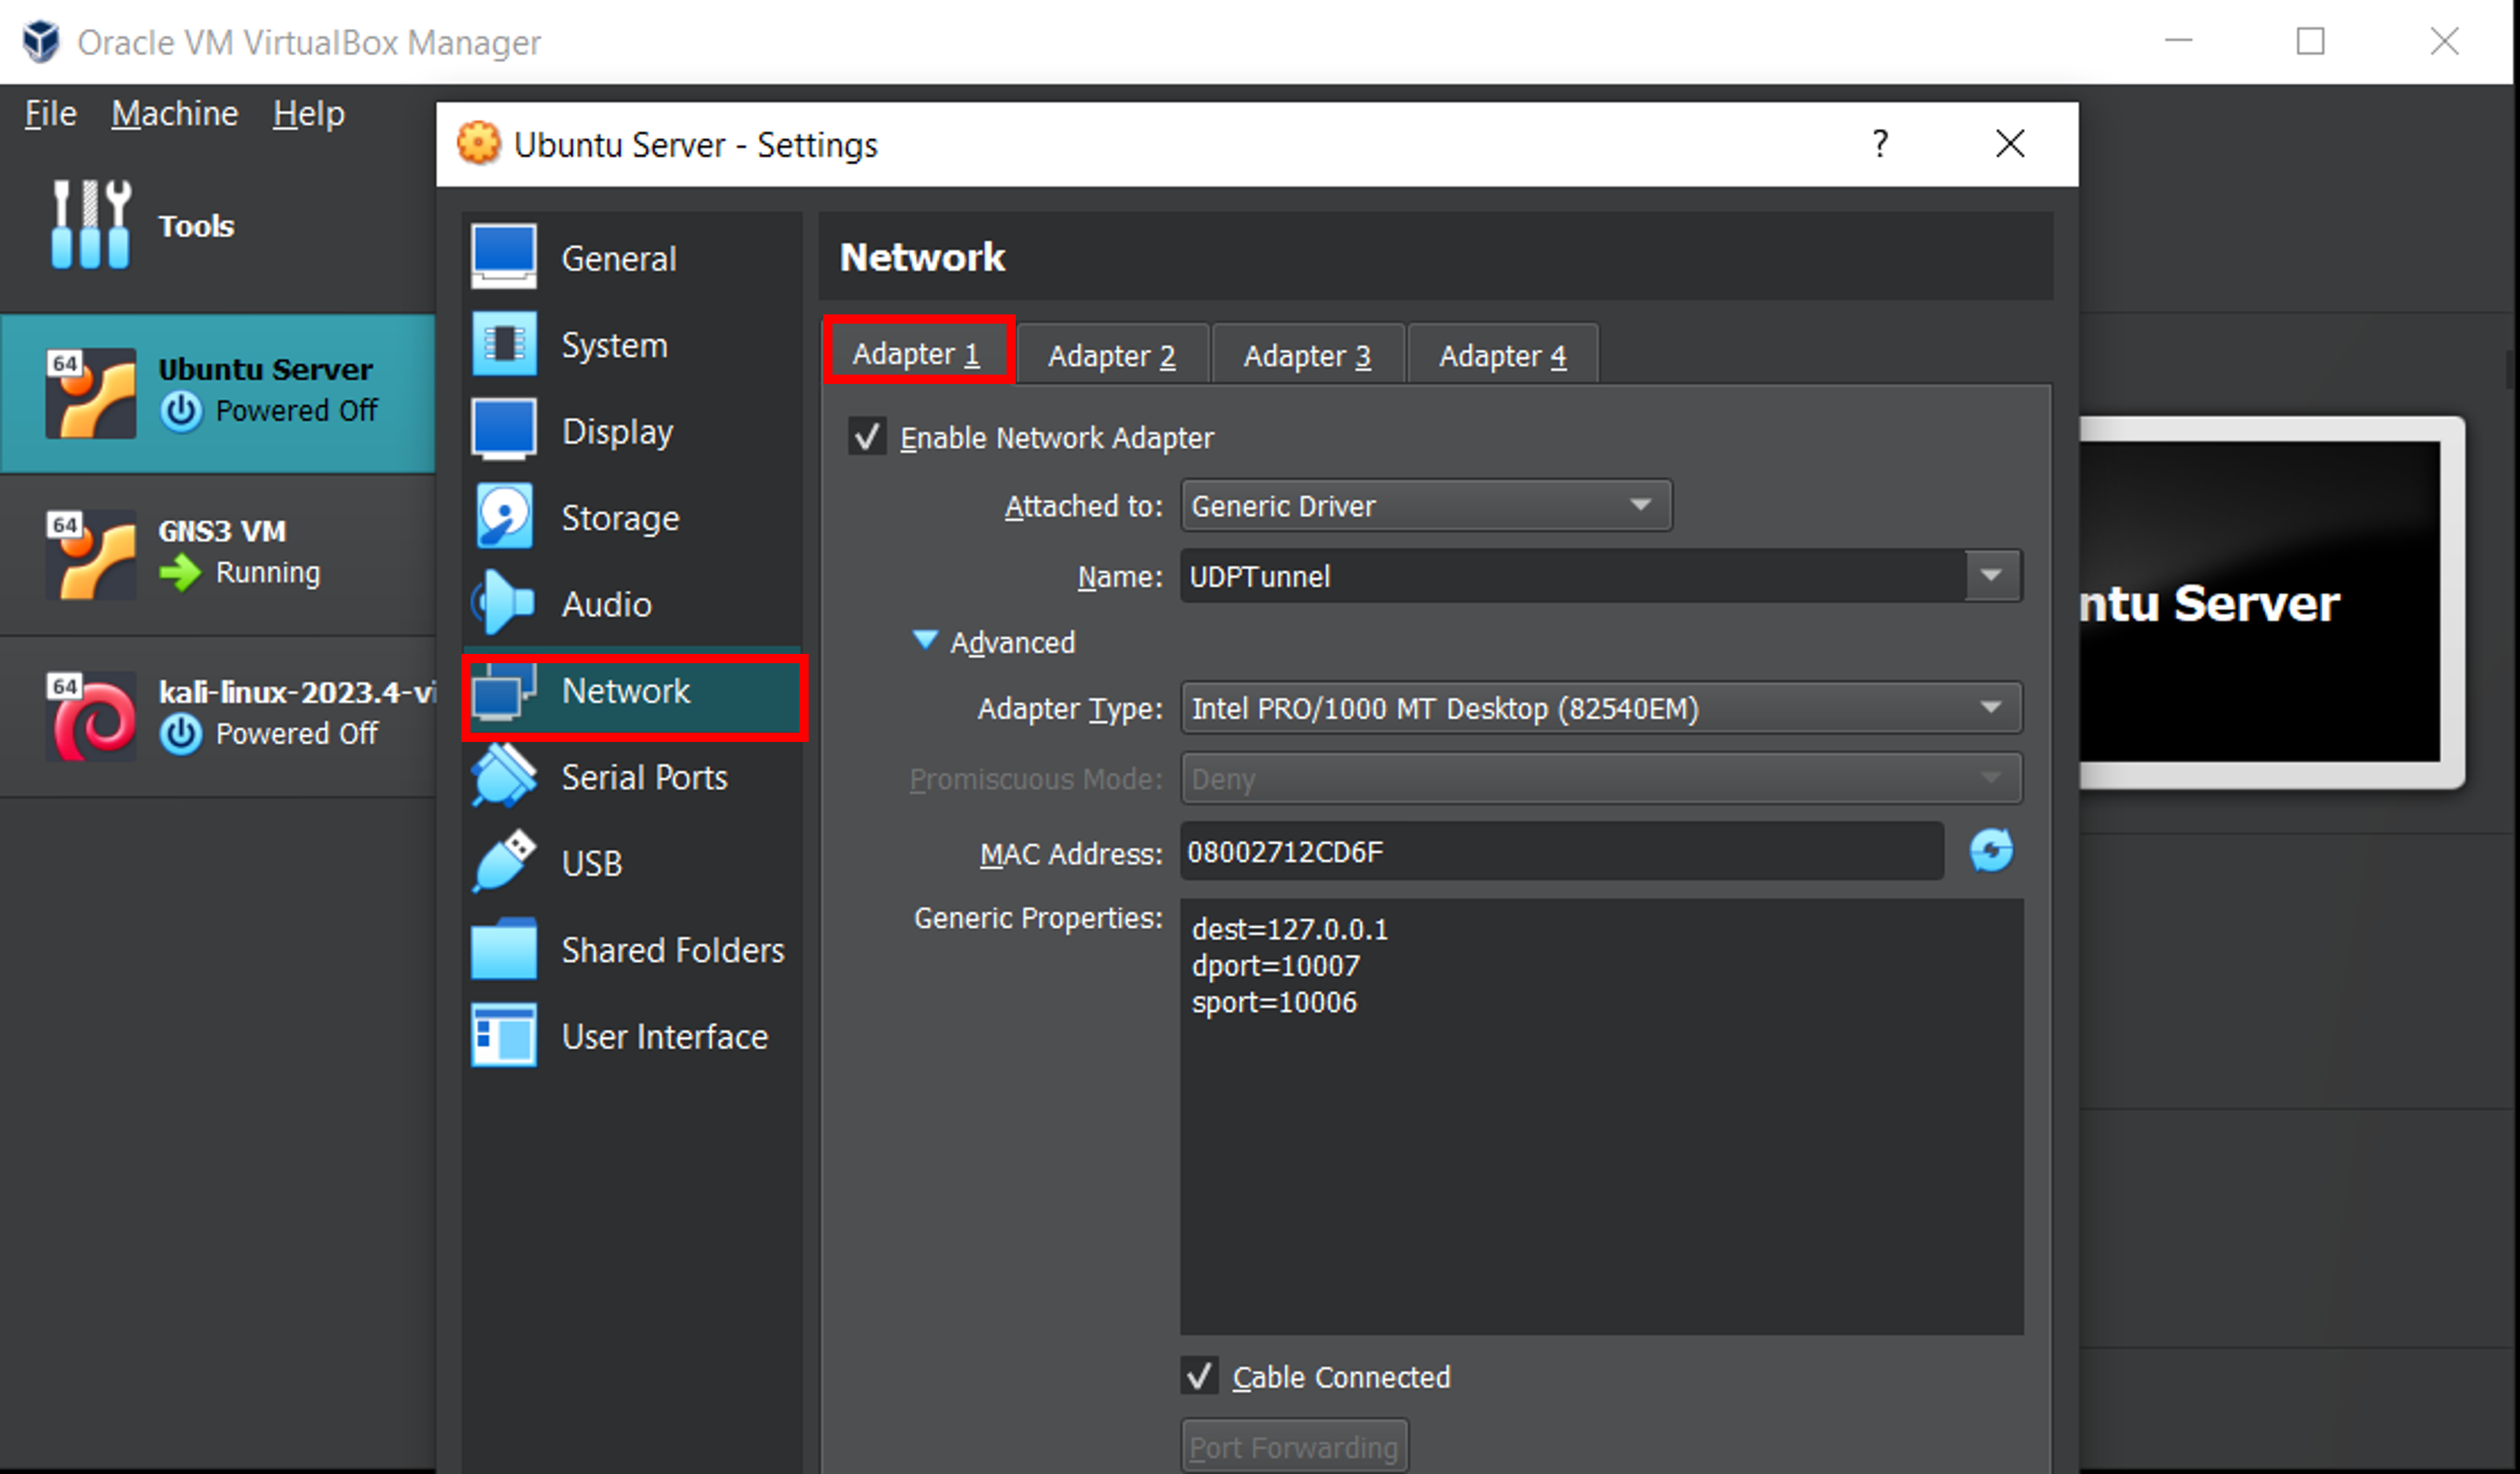 Oracle VM VirtualBox Manager
File Machine Help
Tools
64
Ubuntu Server
Powered Off
64
GNS3 VM
Running
64
kali-linux-2023.4-vi
Powered Off
Ubuntu Server - Settings
?
General
System
Display
Storage
Audio
Network
Serial Ports
USB
Shared Folders
User Interface
Network
Adapter 1 Adapter 2 Adapter 3 Adapter 4
Enable Network Adapter
Attached to: Generic Driver
Name: UDPTunnel
Advanced
Adapter Type: Intel PRO/1000 MT Desktop (82540EM)
Promiscuous Mode: Deny
MAC Address: 08002712CD6F
Generic Properties: dest=127.0.0.1
dport=10007
sport=10006
Cable Connected
Port Forwarding
ntu Server